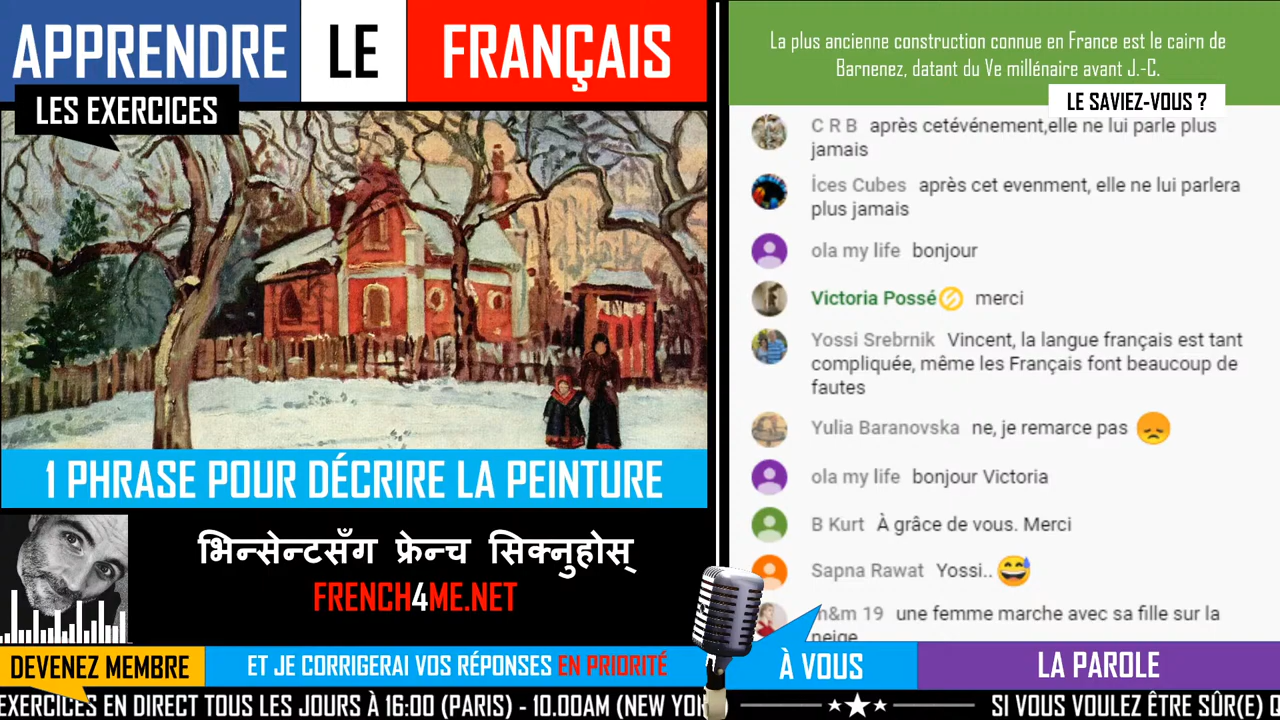 APPRENDRE LE FRANÇAIS
LES EXERCICES
1 PHRASE POUR DÉCRIRE LA PEINTURE
भिन्सेन्टसँग फ्रेन्च सिक्नुहोस्
FRENCH4ME.NET
DEVENEZ MEMBRE
ET JE CORRIGERAI VOS RÉPONSES EN PRIORITÉ
La plus ancienne construction connue en France est le cairn de
Barnenez, datant du Ve millénaire avant J.-C.
LE SAVIEZ-VOUS ?
C R B après cetévénement,elle ne lui parle plus
jamais
İces Cubes après cet evenment, elle ne lui parlera
plus jamais
ola my life bonjour
Victoria Possé merci
Yossi Srebrnik Vincent, la langue français est tant
compliquée, même les Français font beaucoup de
fautes
Yulia Baranovska ne, je remarce pas
ola my life bonjour Victoria
B Kurt À grâce de vous. Merci
Sapna Rawat Yossi..
m&m 19 une femme marche avec sa fille sur la
neige
À VOUS
LA PAROLE
EXERCICES EN DIRECT TOUS LES JOURS À 16:00 (PARIS) - 10.00AM (NEW YOR
SI VOUS VOULEZ ÊTRE SÛR(E) Q